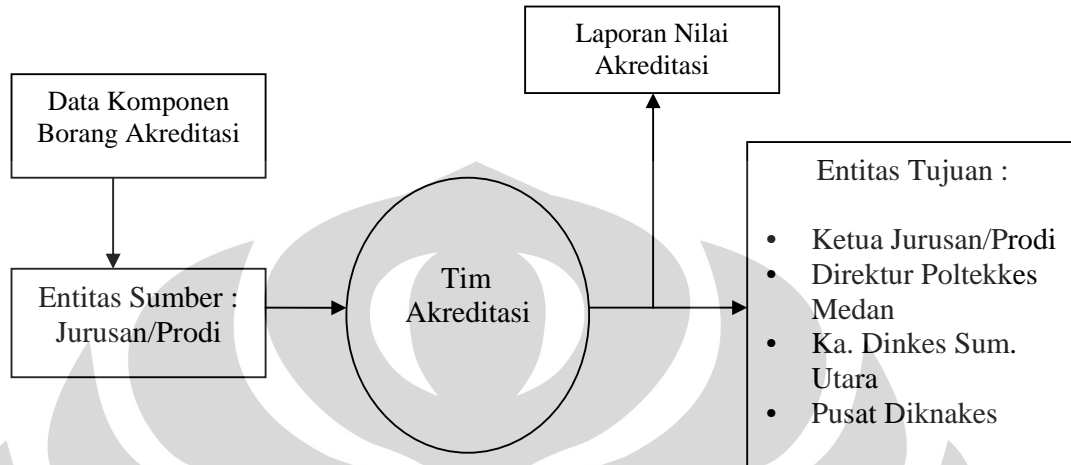 Laporan Nilai
Akreditasi
Data Komponen
Borang Akreditasi
Entitas Sumber :
Jurusan/Prodi
Tim
Akreditasi
Entitas Tujuan :
• Ketua Jurusan/Prodi
• Direktur Poltekkes
Medan
• Ka. Dinkes Sum.
Utara
• Pusat Diknakes